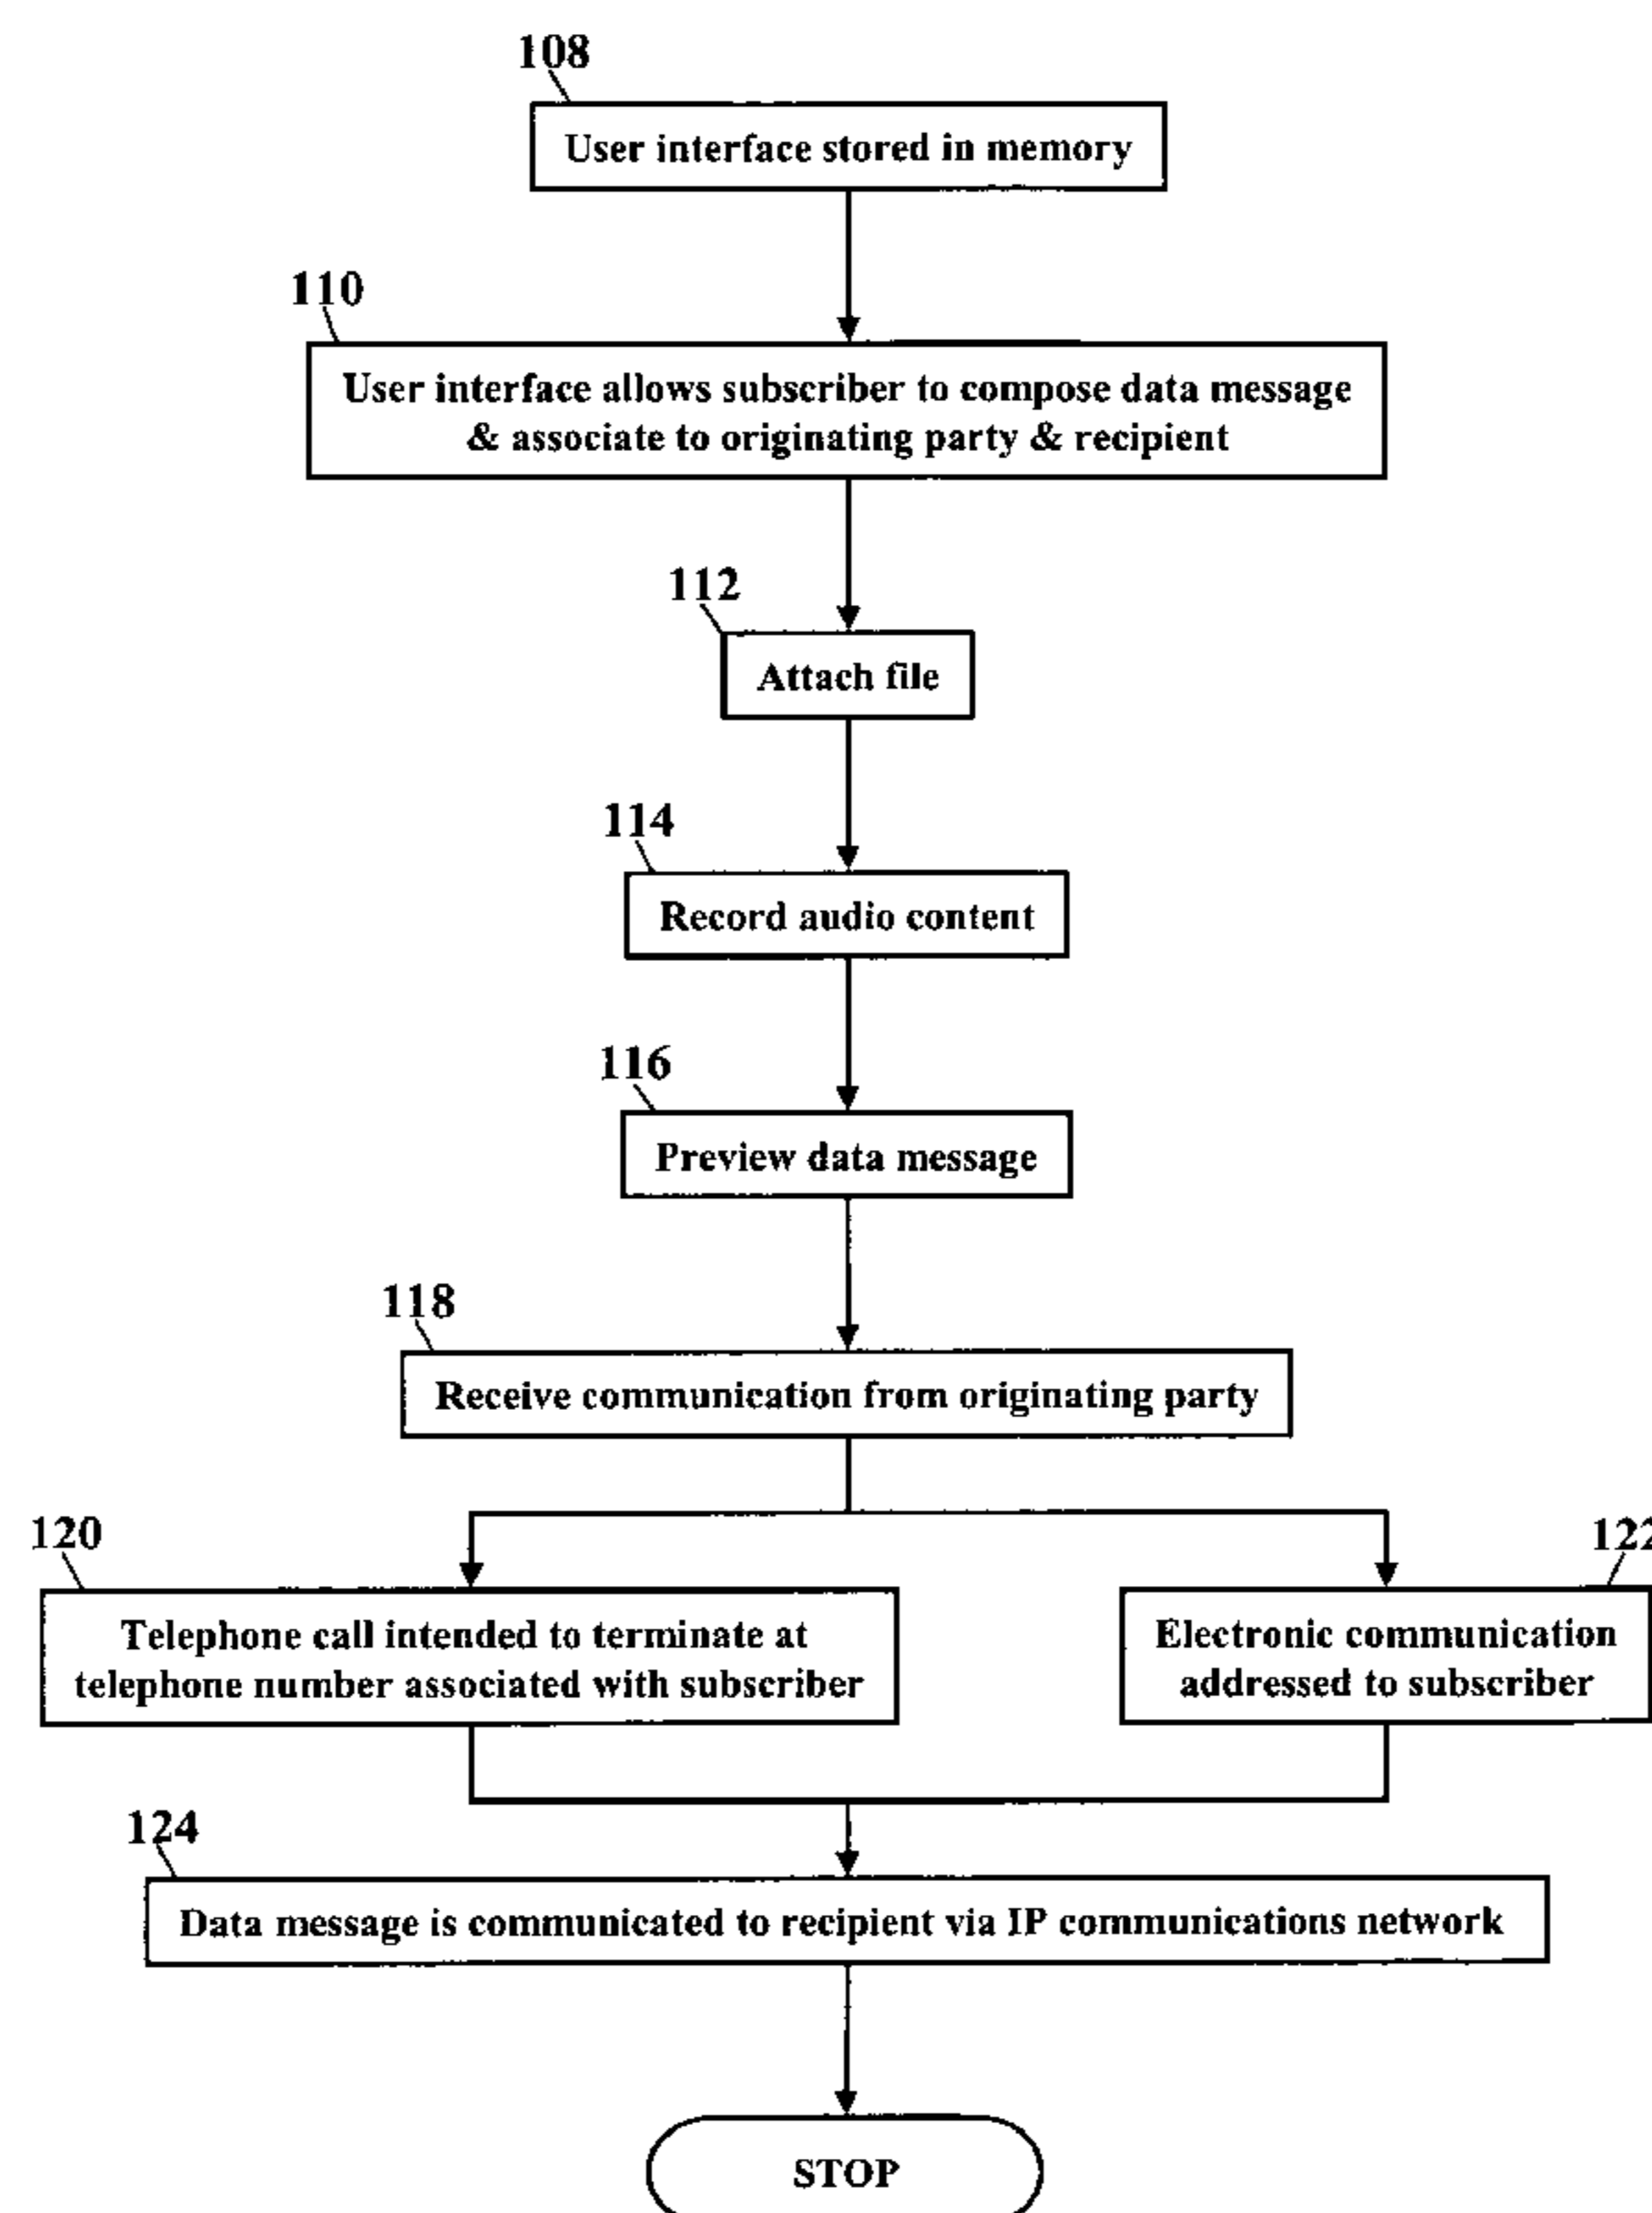 108
User interface stored in memory
110
User interface allows subscriber to compose data message
& associate to originating party & recipient
112
Attach file
114
Record audio content
116
Preview data message
118
Receive communication from originating party
120
Telephone call intended to terminate at
telephone number associated with subscriber
122
Electronic communication
addressed to subscriber
124
Data message is communicated to recipient via IP communications network
STOP